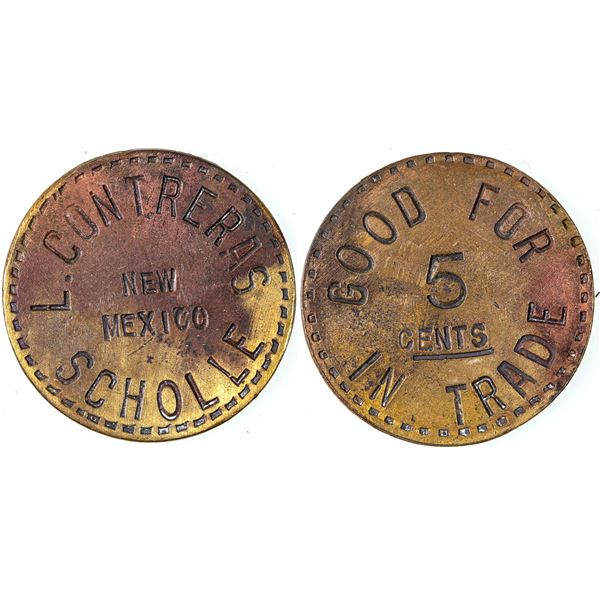 L. CONTRERAS
NEW
MEXICO
SCHOLLE
GOOD FOR
5
CENTS
IN TRADE